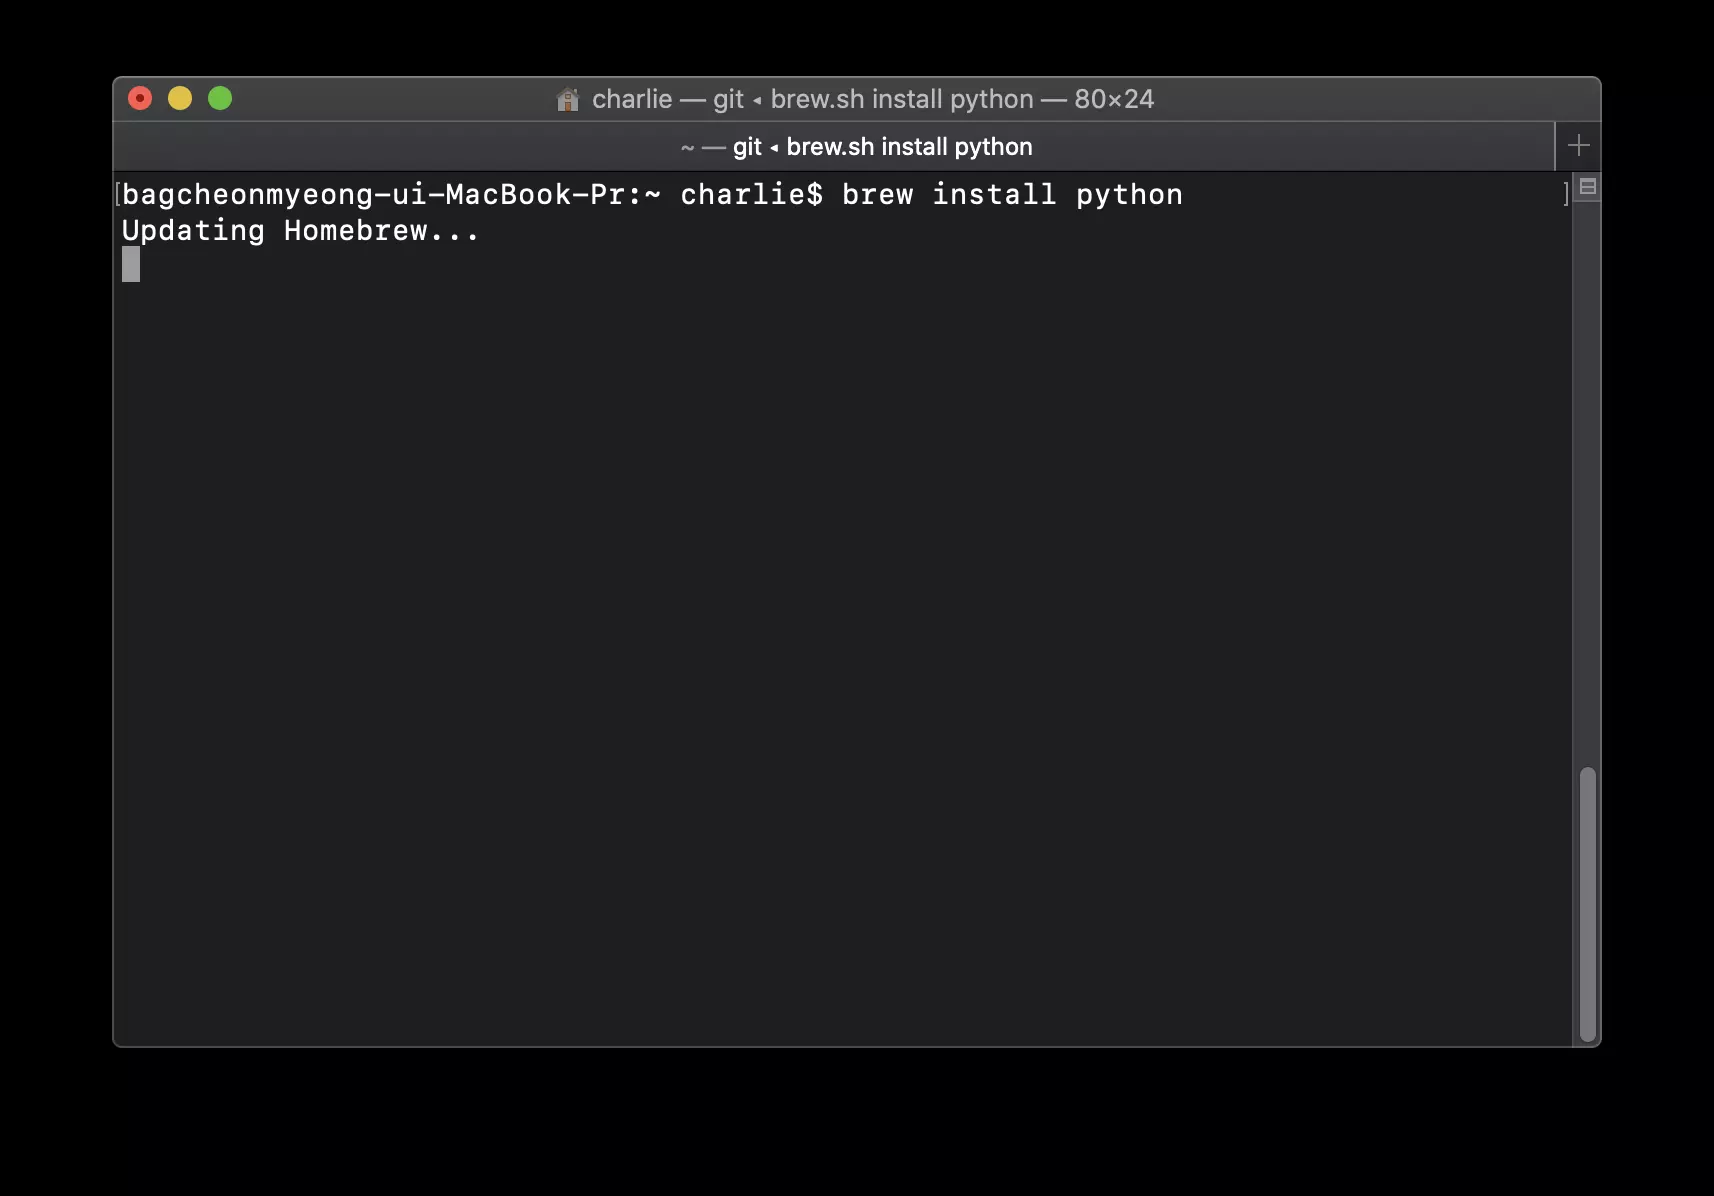 charlie — git ◂ brew.sh install python — 80×24
~ — git ◂ brew.sh install python
[bagcheonmyeong-ui-MacBook-Pr:~ charlie$ brew install python ]
Updating Homebrew...